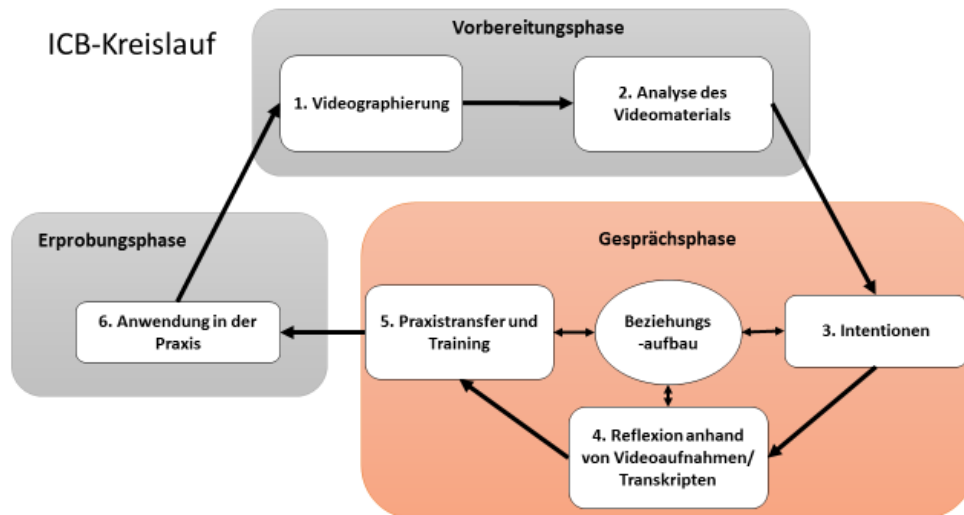 ICB-Kreislauf
Vorbereitungsphase
1. Videographierung
2. Analyse des
Videomaterials
Erprobungsphase
Gesprächsphase
6. Anwendung in der
Praxis
5. Praxistransfer und
Training
Beziehungs
-aufbau
3. Intentionen
4. Reflexion anhand
von Videoaufnahmen/
Transkripten